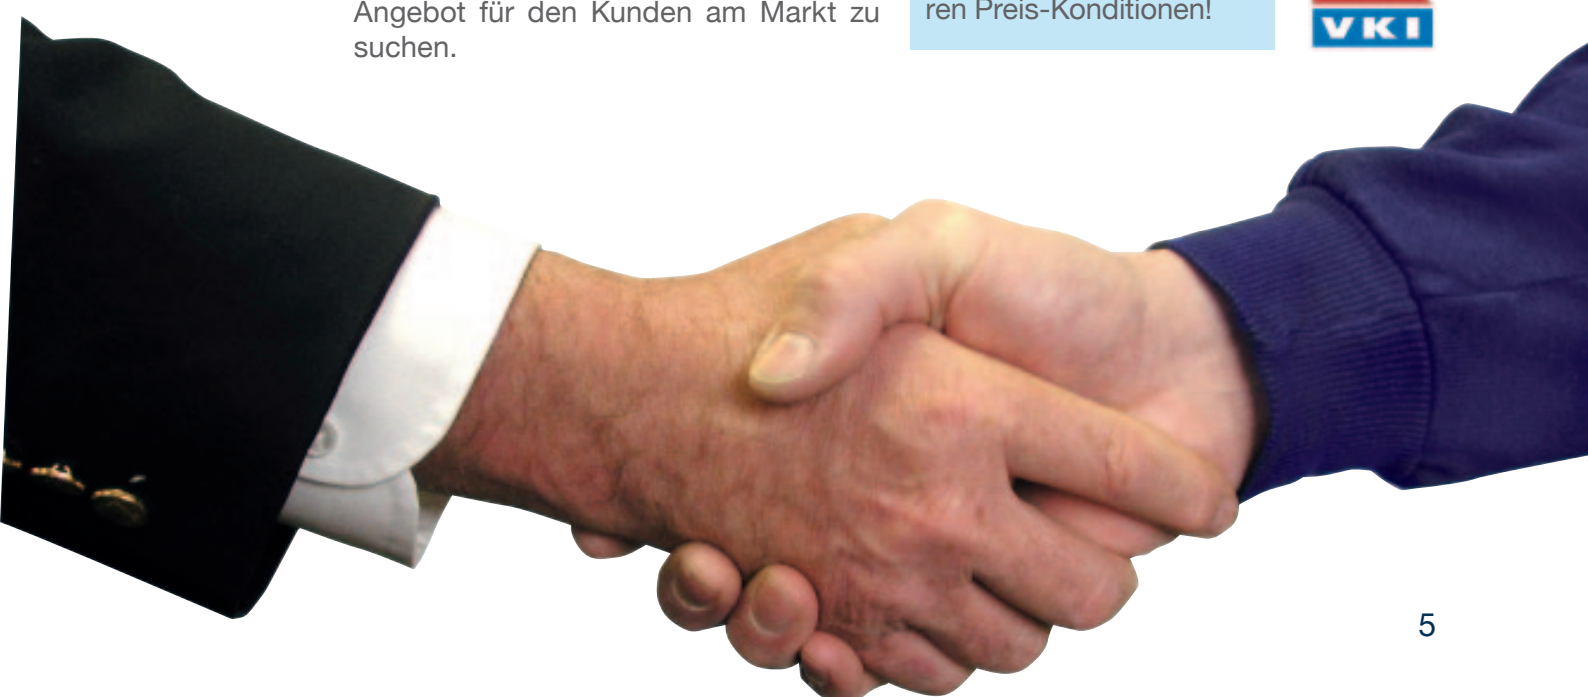 Angebot für den Kunden am Markt zu
suchen.
ren Preis-Konditionen!
VKI
5